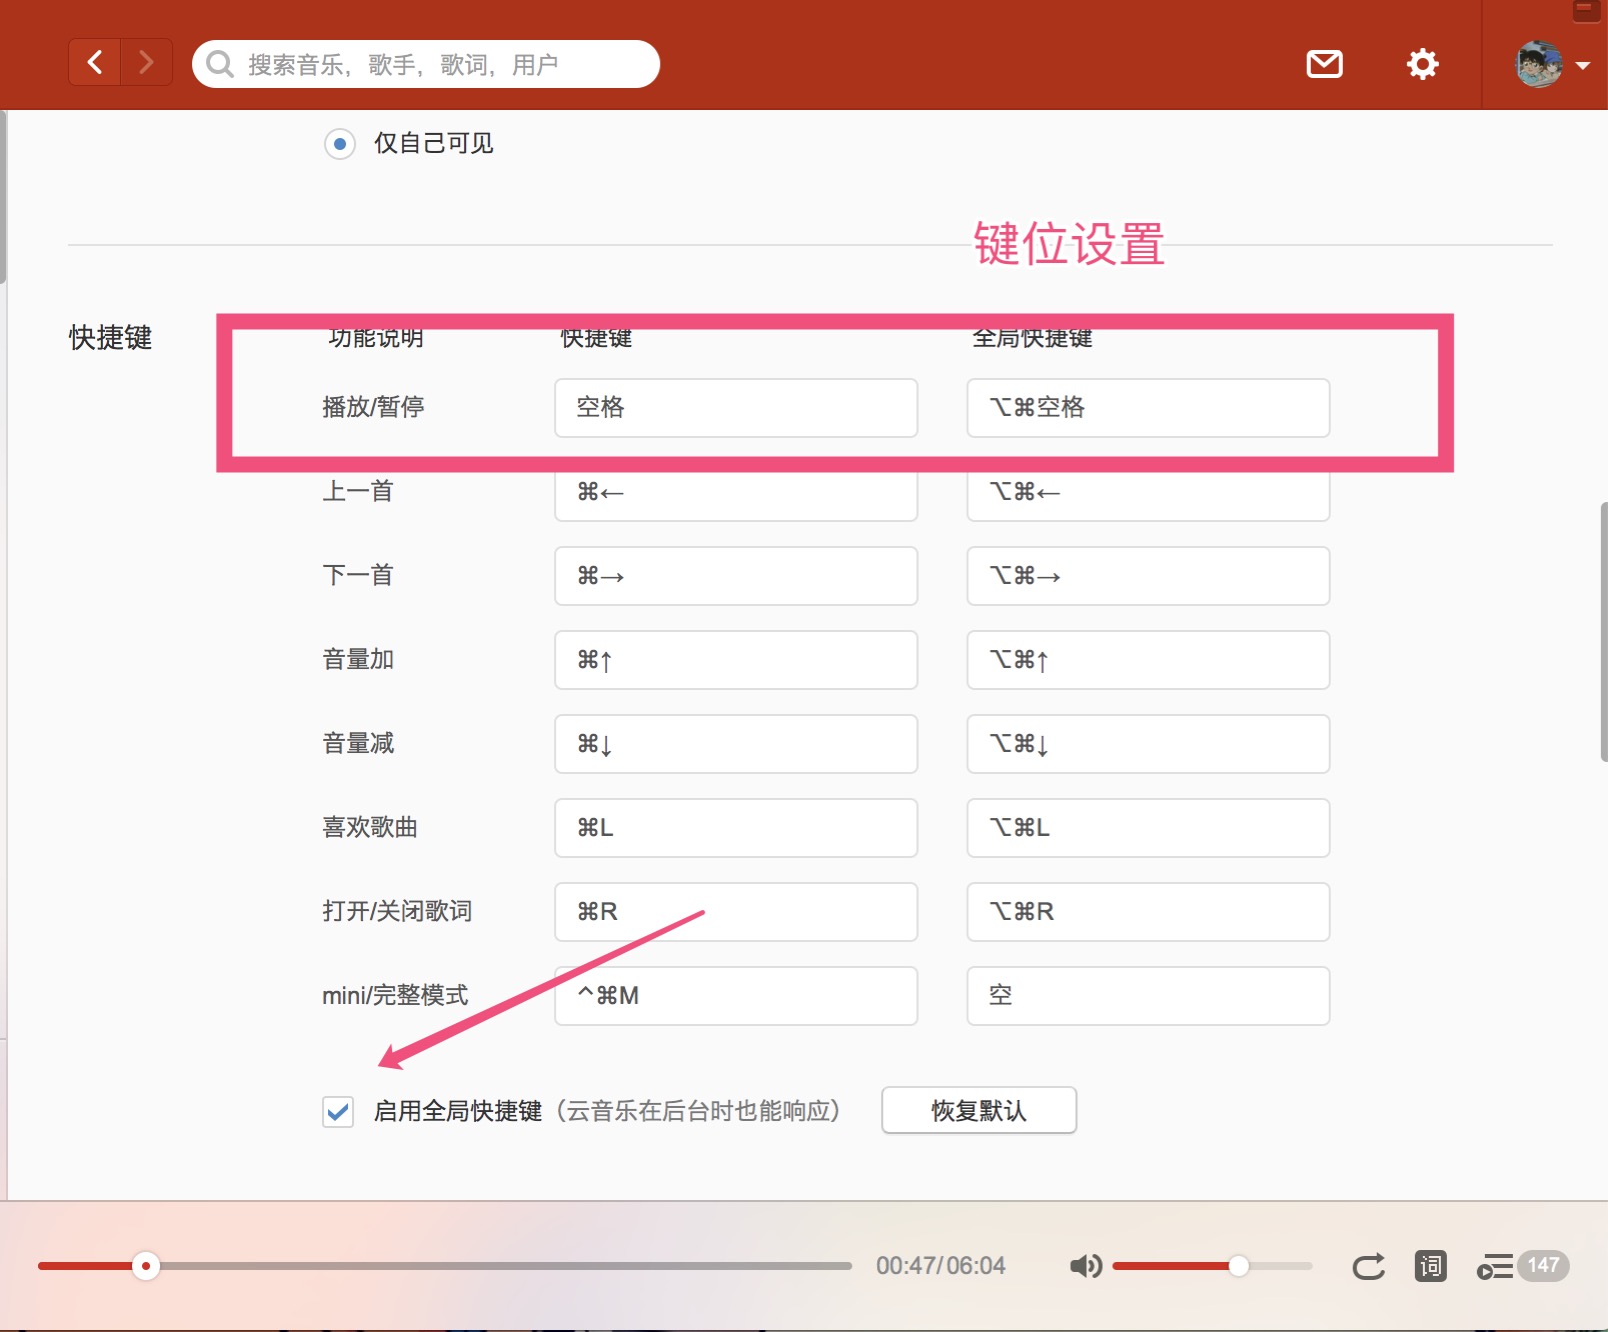 搜索音乐，歌手，歌词，用户
仅自己可见
键位设置
快捷键 功能说明 快捷键 全局快捷键
播放/暂停 空格 ⌥⌘空格
上一首 ⌘← ⌥⌘←
下一首 ⌘→ ⌥⌘→
音量加 ⌘↑ ⌥⌘↑
音量减 ⌘↓ ⌥⌘↓
喜欢歌曲 ⌘L ⌥⌘L
打开/关闭歌词 ⌘R ⌥⌘R
mini/完整模式 ^⌘M 空
启用全局快捷键（云音乐在后台时也能响应） 恢复默认
00:47/06:04 词 147